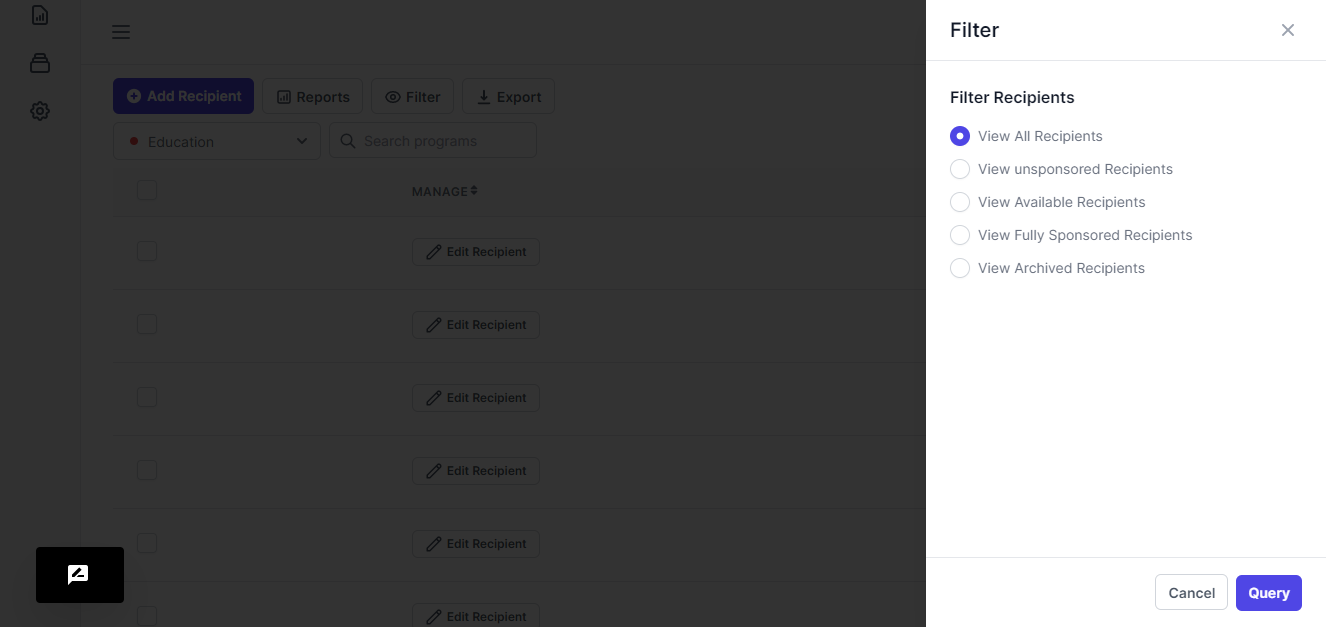 Filter
Add Recipient
Reports
Filter
Export
Education
Search programs
MANAGE
Edit Recipient
Edit Recipient
Edit Recipient
Edit Recipient
Edit Recipient
Edit Recipient
Filter Recipients
View All Recipients
View unsponsored Recipients
View Available Recipients
View Fully Sponsored Recipients
View Archived Recipients
Cancel
Query